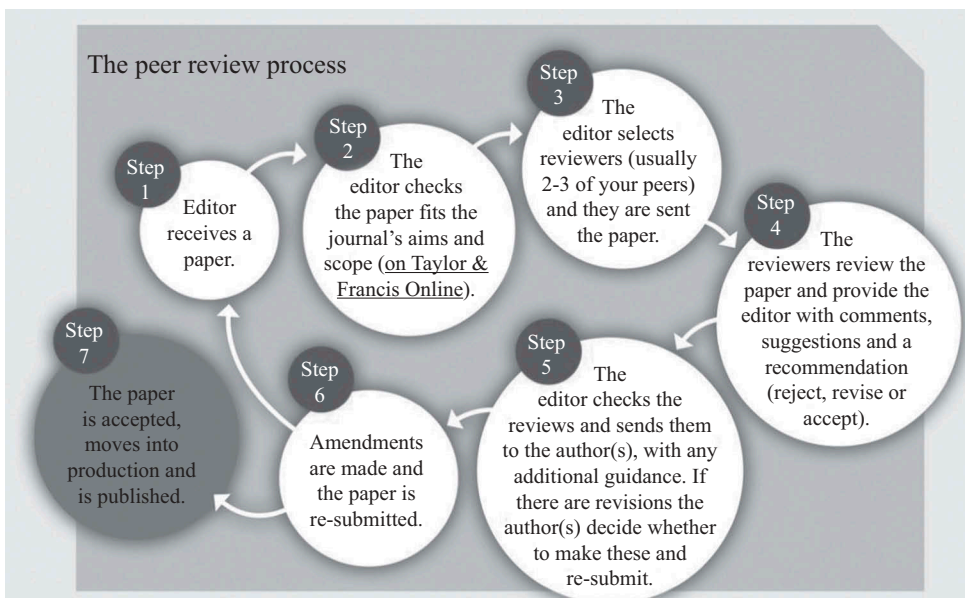 The peer review process
Step
1
Editor
receives a
paper.
Step
2
The
editor checks
the paper fits the
journal's aims and
scope (on Taylor &
Francis Online).
Step
3
The
editor selects
reviewers (usually
2-3 of your peers)
and they are sent
the paper.
Step
4
The
reviewers review the
paper and provide the
editor with comments,
suggestions and a
recommendation
(reject, revise or
accept).
Step
5
The
editor checks the
reviews and sends them
to the author(s), with any
additional guidance. If
there are revisions the
author(s) decide whether
to make these and
re-submit.
Step
6
Amendments
are made and
the paper is
re-submitted.
Step
7
The paper
is accepted,
moves into
production and
is published.